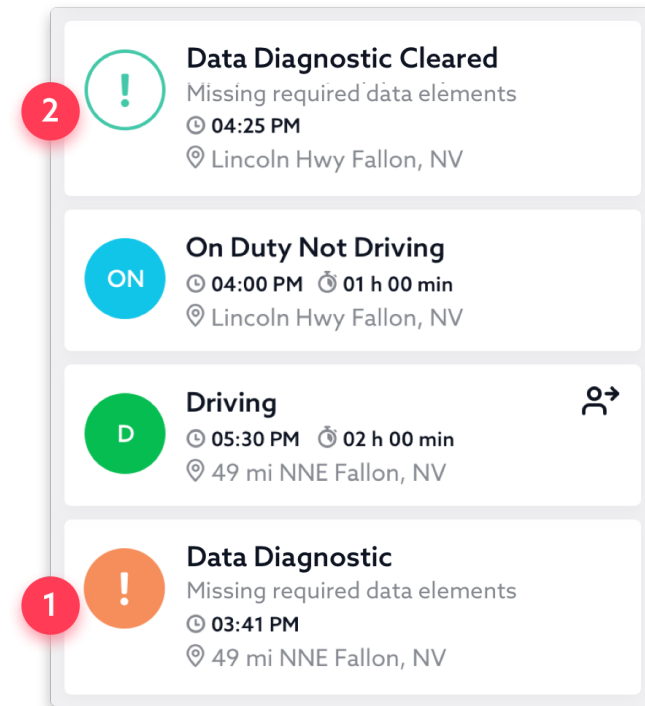 Data Diagnostic Cleared
!
Missing required data elements
2
04:25 PM
Lincoln Hwy Fallon, NV
On Duty Not Driving
ON
04:00 PM 01 h 00 min
Lincoln Hwy Fallon, NV
Driving
D
05:30 PM 02 h 00 min
49 mi NNE Fallon, NV
Data Diagnostic
!
Missing required data elements
1
03:41 PM
49 mi NNE Fallon, NV